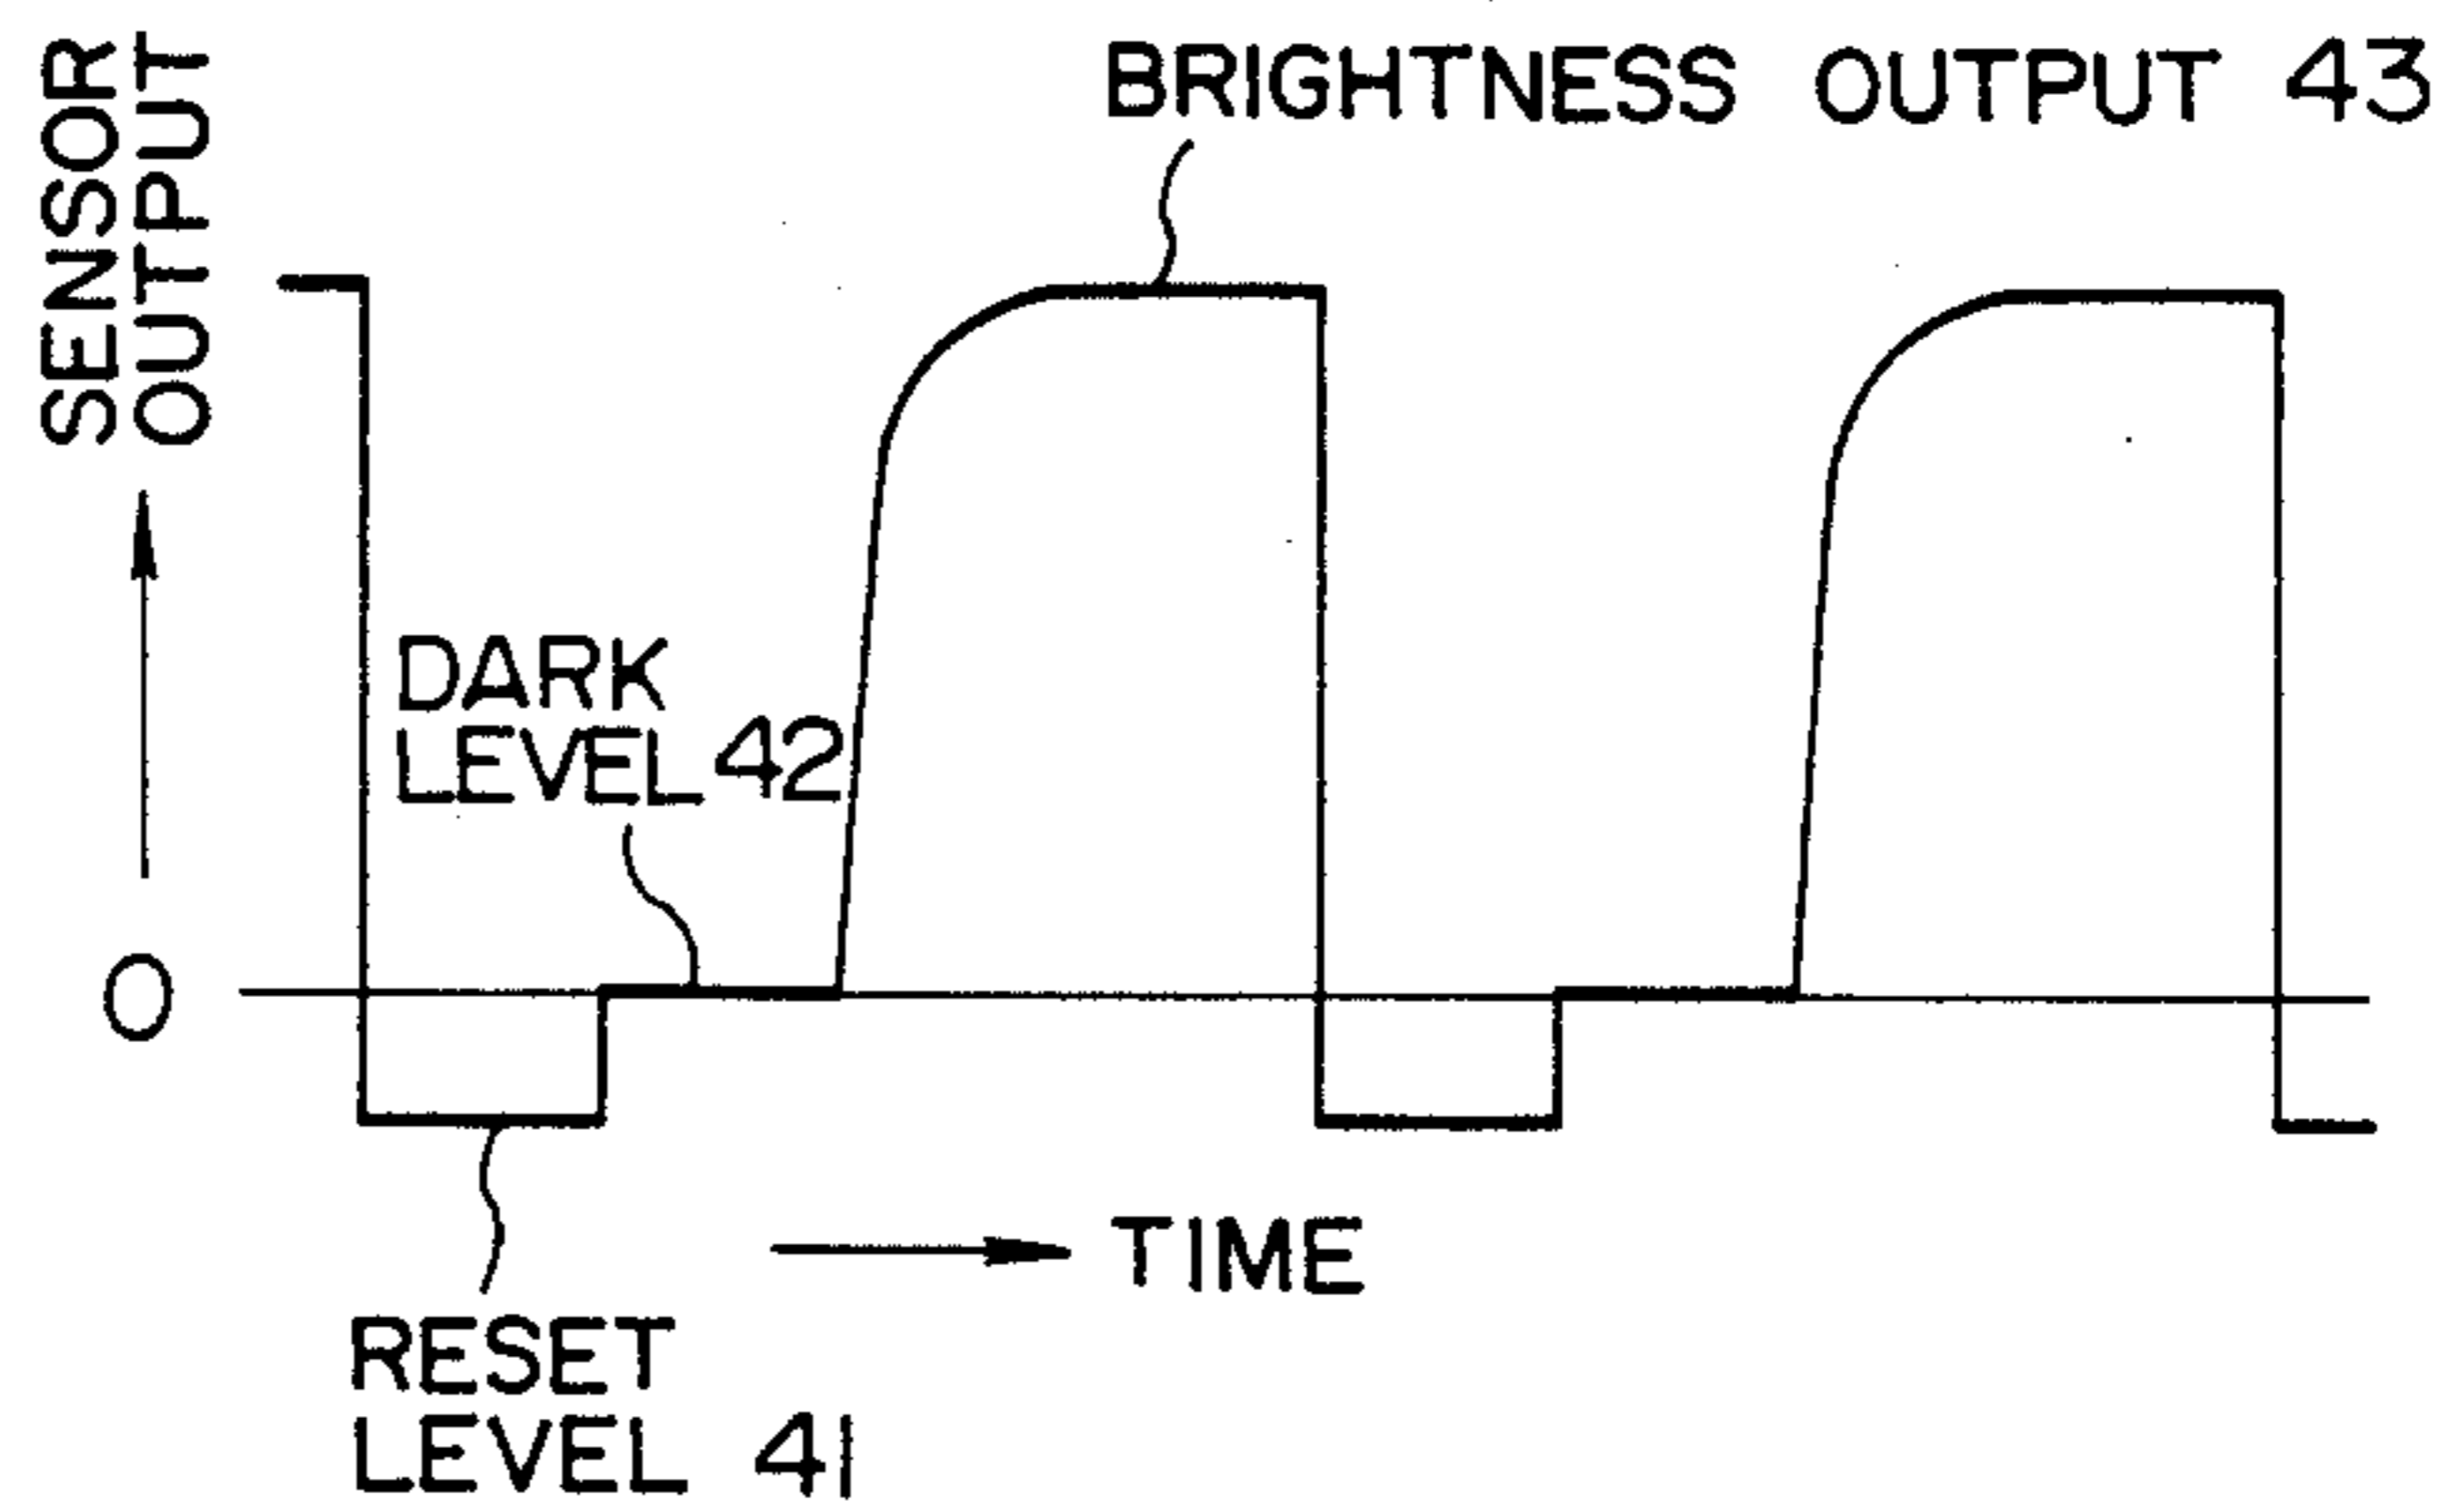 SENSOR
OUTPUT
BRIGHTNESS OUTPUT 43
DARK
LEVEL 42
0
TIME
RESET
LEVEL 41